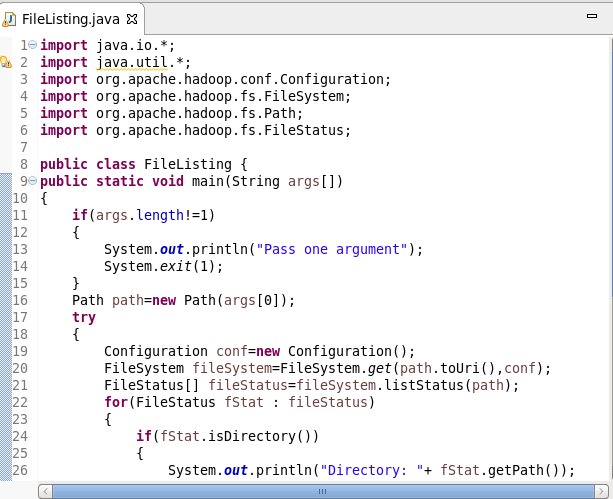 FileListing.java
1 import java.io.*;
2 import java.util.*;
3 import org.apache.hadoop.conf.Configuration;
4 import org.apache.hadoop.fs.FileSystem;
5 import org.apache.hadoop.fs.Path;
6 import org.apache.hadoop.fs.FileStatus;
7
8 public class FileListing {
9 public static void main(String args[])
10 {
11     if(args.length!=1)
12     {
13         System.out.println("Pass one argument");
14         System.exit(1);
15     }
16     Path path=new Path(args[0]);
17     try
18     {
19         Configuration conf=new Configuration();
20         FileSystem fileSystem=FileSystem.get(path.toUri(),conf);
21         FileStatus[] fileStatus=fileSystem.listStatus(path);
22         for(FileStatus fStat : fileStatus)
23         {
24             if(fStat.isDirectory())
25             {
26                 System.out.println("Directory: "+ fStat.getPath());